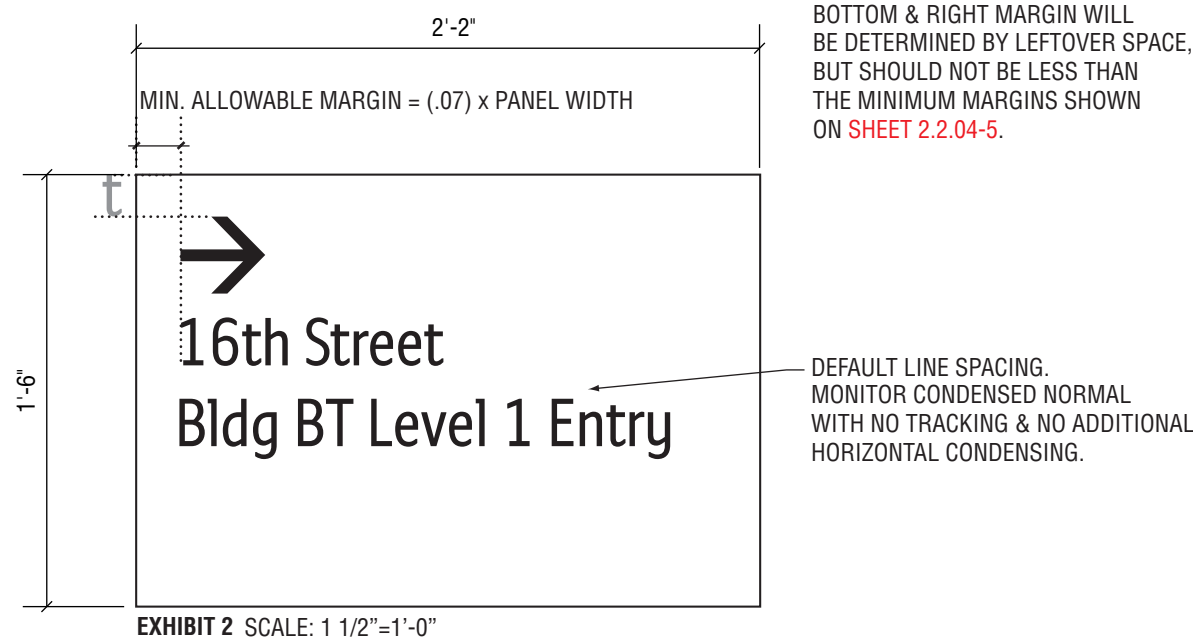 BOTTOM & RIGHT MARGIN WILL
BE DETERMINED BY LEFTOVER SPACE,
BUT SHOULD NOT BE LESS THAN
THE MINIMUM MARGINS SHOWN
ON SHEET 2.2.04-5.
2'-2"
MIN. ALLOWABLE MARGIN = (.07) x PANEL WIDTH
t
1'-6"
16th Street
Bldg BT Level 1 Entry
DEFAULT LINE SPACING.
MONITOR CONDENSED NORMAL
WITH NO TRACKING & NO ADDITIONAL
HORIZONTAL CONDENSING.
EXHIBIT 2 SCALE: 1 1/2”=1’-0”